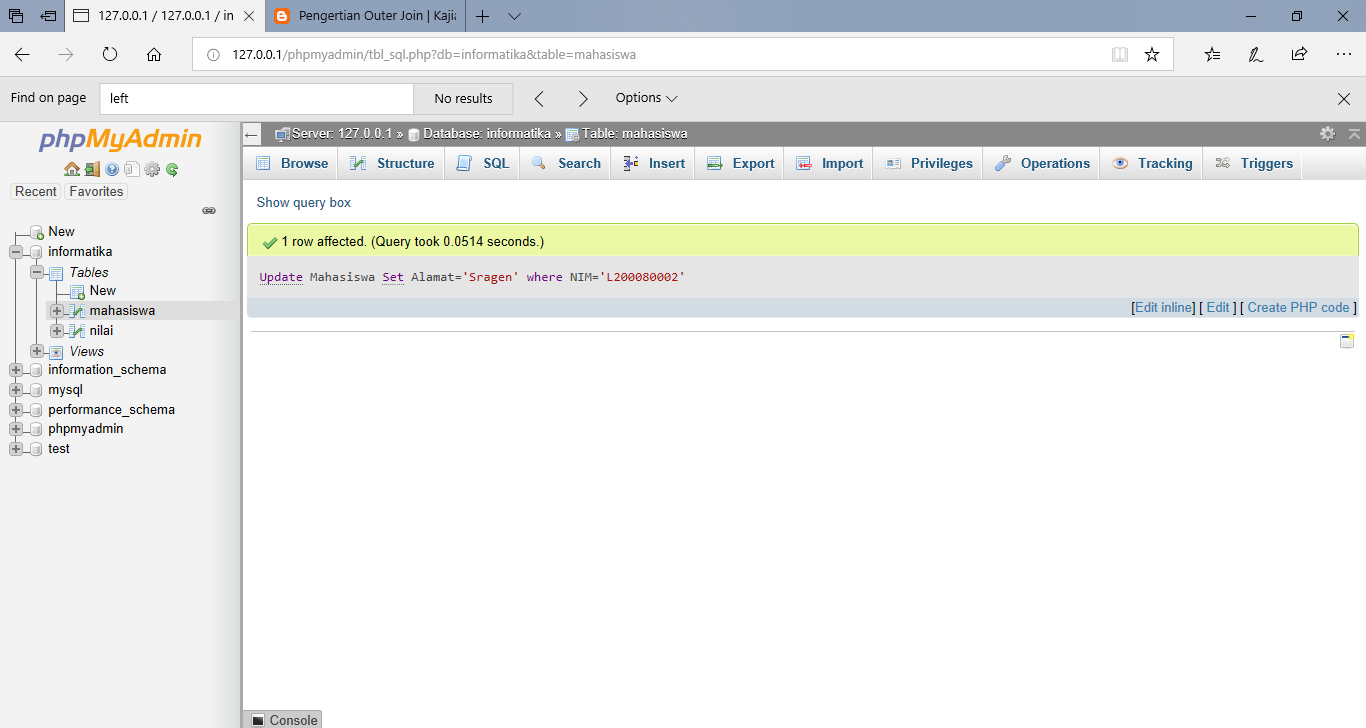 127.0.0.1 / 127.0.0.1 / in
Pengertian Outer Join | Kajia
127.0.0.1/phpmyadmin/tbl_sql.php?db=informatika&table=mahasiswa
Find on page
left
No results
Options
phpMyAdmin
Server: 127.0.0.1 » Database: informatika » Table: mahasiswa
Browse Structure SQL Search Insert Export Import Privileges Operations Tracking Triggers
Recent Favorites
New
informatika
Tables
New
mahasiswa
nilai
Views
information_schema
mysql
performance_schema
phpmyadmin
test
Show query box
1 row affected. (Query took 0.0514 seconds.)
Update Mahasiswa Set Alamat='Sragen' where NIM='L200080002'
[Edit inline] [ Edit ] [ Create PHP code ]
Console